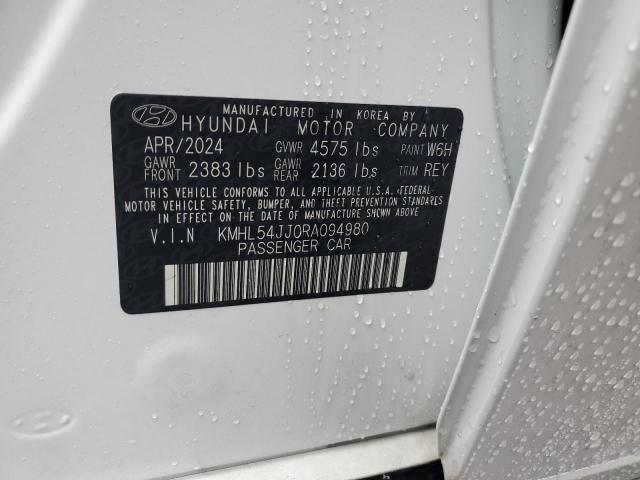 MANUFACTURED IN KOREA BY
HYUNDAI MOTOR COMPANY
APR/2024 GVWR 4575 lbs PAINT W6H
GAWR FRONT 2383 lbs GAWR REAR 2136 lbs TRIM REY
THIS VEHICLE CONFORMS TO ALL APPLICABLE U.S.A. FEDERAL
MOTOR VEHICLE SAFETY, BUMPER, AND THEFT PREVENTION STANDARDS
IN EFFECT ON THE DATE OF MANUFACTURE SHOWN ABOVE.
V.I.N KMHL54JJ0RA094980
PASSENGER CAR